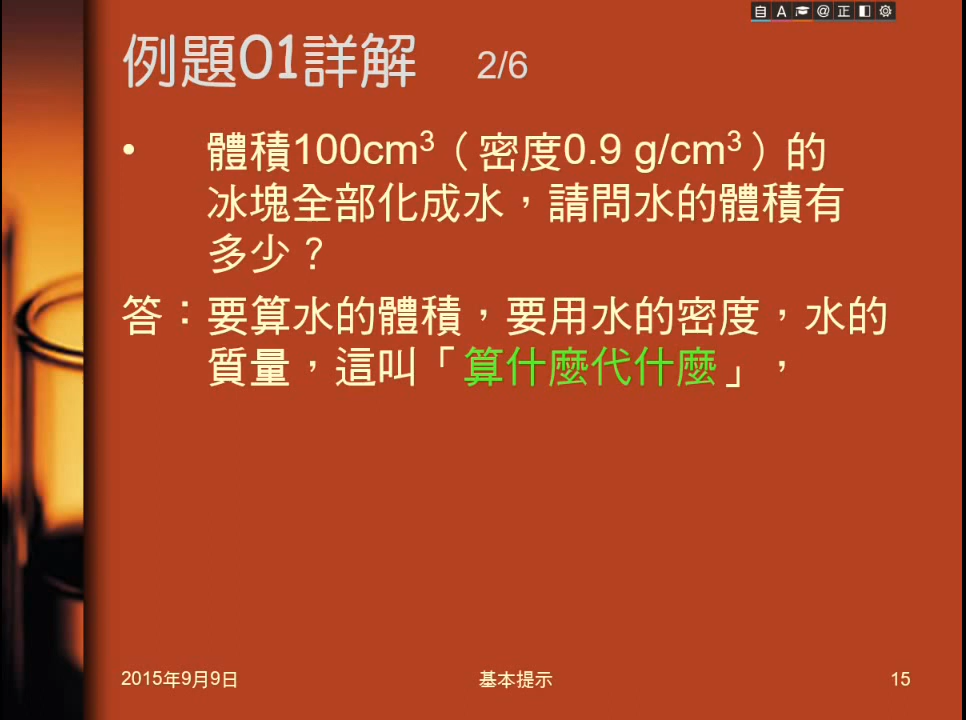 自 A @ 正
例題01詳解 2/6
• 體積100cm³（密度0.9 g/cm³）的
冰塊全部化成水，請問水的體積有
多少？
答：要算水的體積，要用水的密度，水的
質量，這叫「算什麼代什麼」，
2015年9月9日 基本提示 15